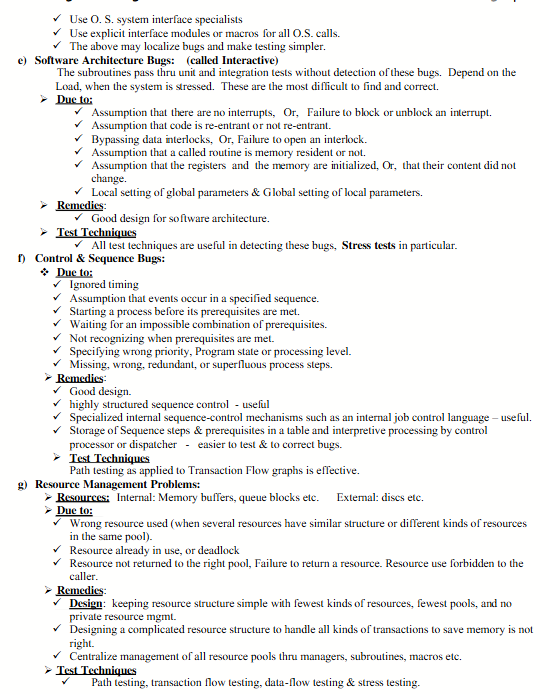 ✓ Use O. S. system interface specialists
✓ Use explicit interface modules or macros for all O.S. calls.
✓ The above may localize bugs and make testing simpler.
e) Software Architecture Bugs: (called Interactive)
The subroutines pass thru unit and integration tests without detection of these bugs. Depend on the
Load, when the system is stressed. These are the most difficult to find and correct.
➤ Due to:
✓ Assumption that there are no interrupts, Or, Failure to block or unblock an interrupt.
✓ Assumption that code is re-entrant or not re-entrant.
✓ Bypassing data interlocks, Or, Failure to open an interlock.
✓ Assumption that a called routine is memory resident or not.
✓ Assumption that the registers and the memory are initialized, Or, that their content did not
change.
✓ Local setting of global parameters & Global setting of local parameters.
➤ Remedies:
✓ Good design for software architecture.
➤ Test Techniques
✓ All test techniques are useful in detecting these bugs, Stress tests in particular.
f) Control & Sequence Bugs:
❖ Due to:
✓ Ignored timing
✓ Assumption that events occur in a specified sequence.
✓ Starting a process before its prerequisites are met.
✓ Waiting for an impossible combination of prerequisites.
✓ Not recognizing when prerequisites are met.
✓ Specifying wrong priority, Program state or processing level.
✓ Missing, wrong, redundant, or superfluous process steps.
➤ Remedies:
✓ Good design.
✓ highly structured sequence control - useful
✓ Specialized internal sequence-control mechanisms such as an internal job control language – useful.
✓ Storage of Sequence steps & prerequisites in a table and interpretive processing by control
processor or dispatcher - easier to test & to correct bugs.
➤ Test Techniques
Path testing as applied to Transaction Flow graphs is effective.
g) Resource Management Problems:
➤ Resources: Internal: Memory buffers, queue blocks etc. External: discs etc.
➤ Due to:
✓ Wrong resource used (when several resources have similar structure or different kinds of resources
in the same pool).
✓ Resource already in use, or deadlock
✓ Resource not returned to the right pool, Failure to return a resource. Resource use forbidden to the
caller.
➤ Remedies:
✓ Design: keeping resource structure simple with fewest kinds of resources, fewest pools, and no
private resource mgmt.
✓ Designing a complicated resource structure to handle all kinds of transactions to save memory is not
right.
✓ Centralize management of all resource pools thru managers, subroutines, macros etc.
➤ Test Techniques
✓ Path testing, transaction flow testing, data-flow testing & stress testing.